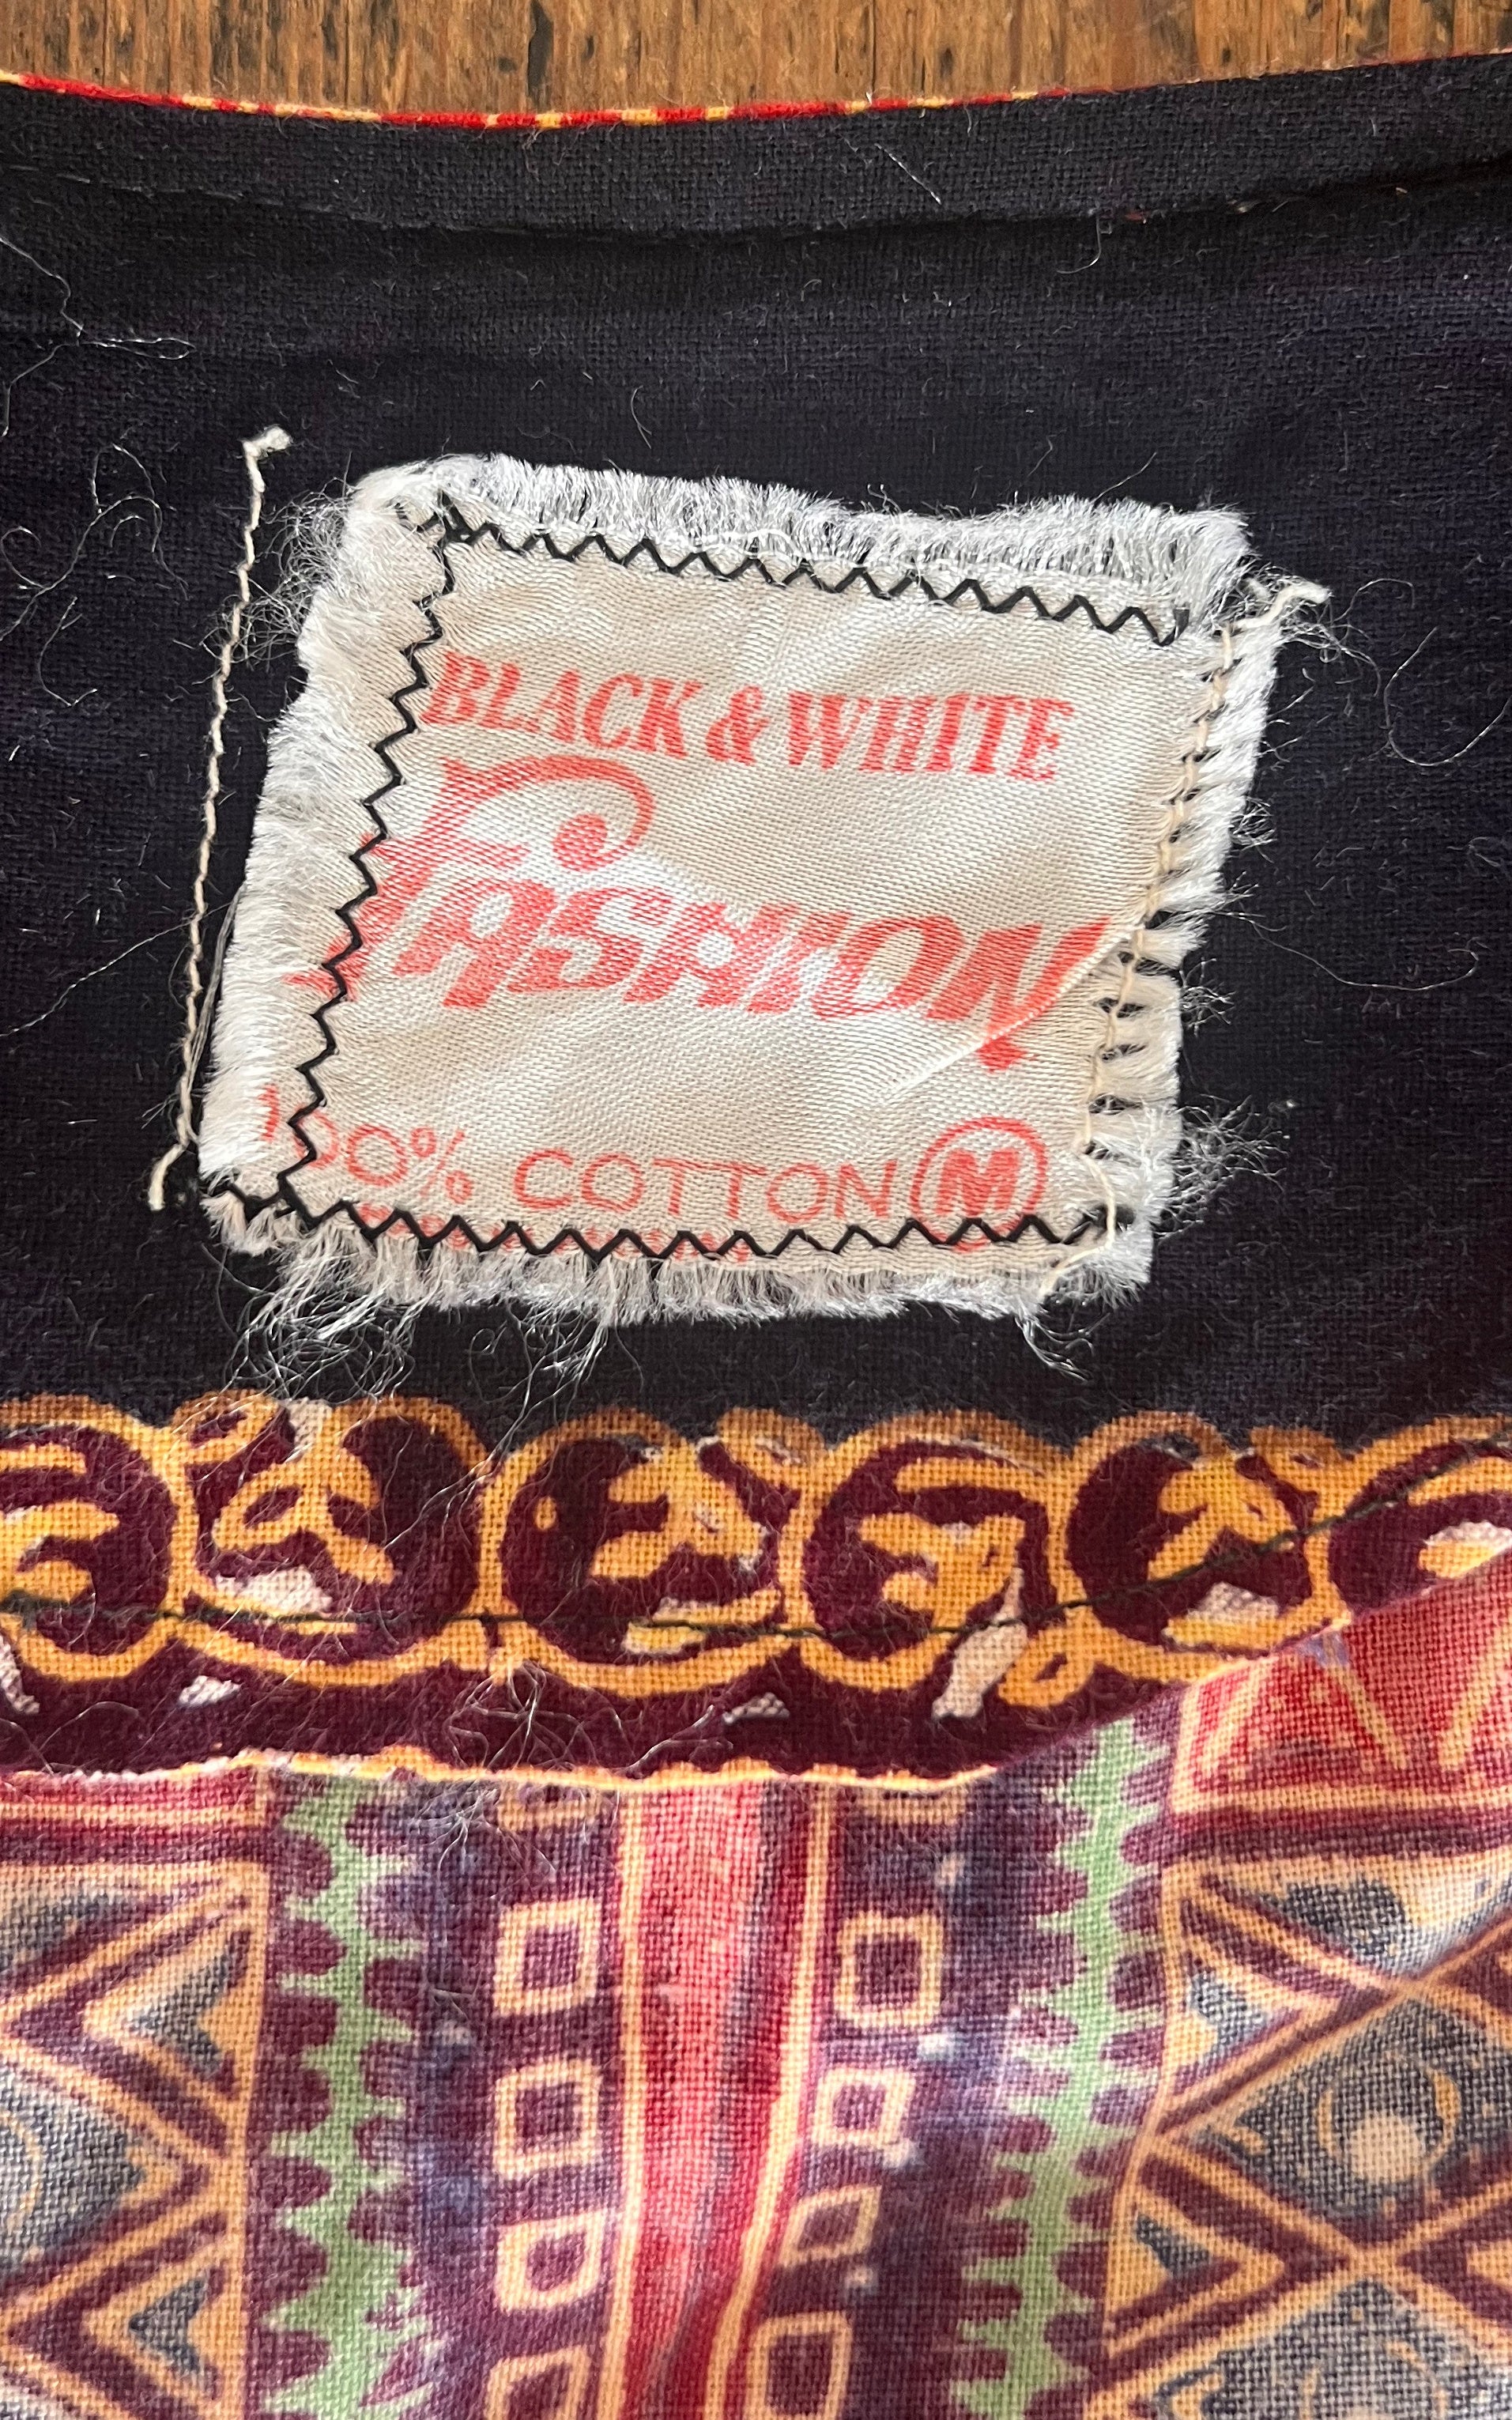 BLACK & WHITE
FASHION
100% COTTON M